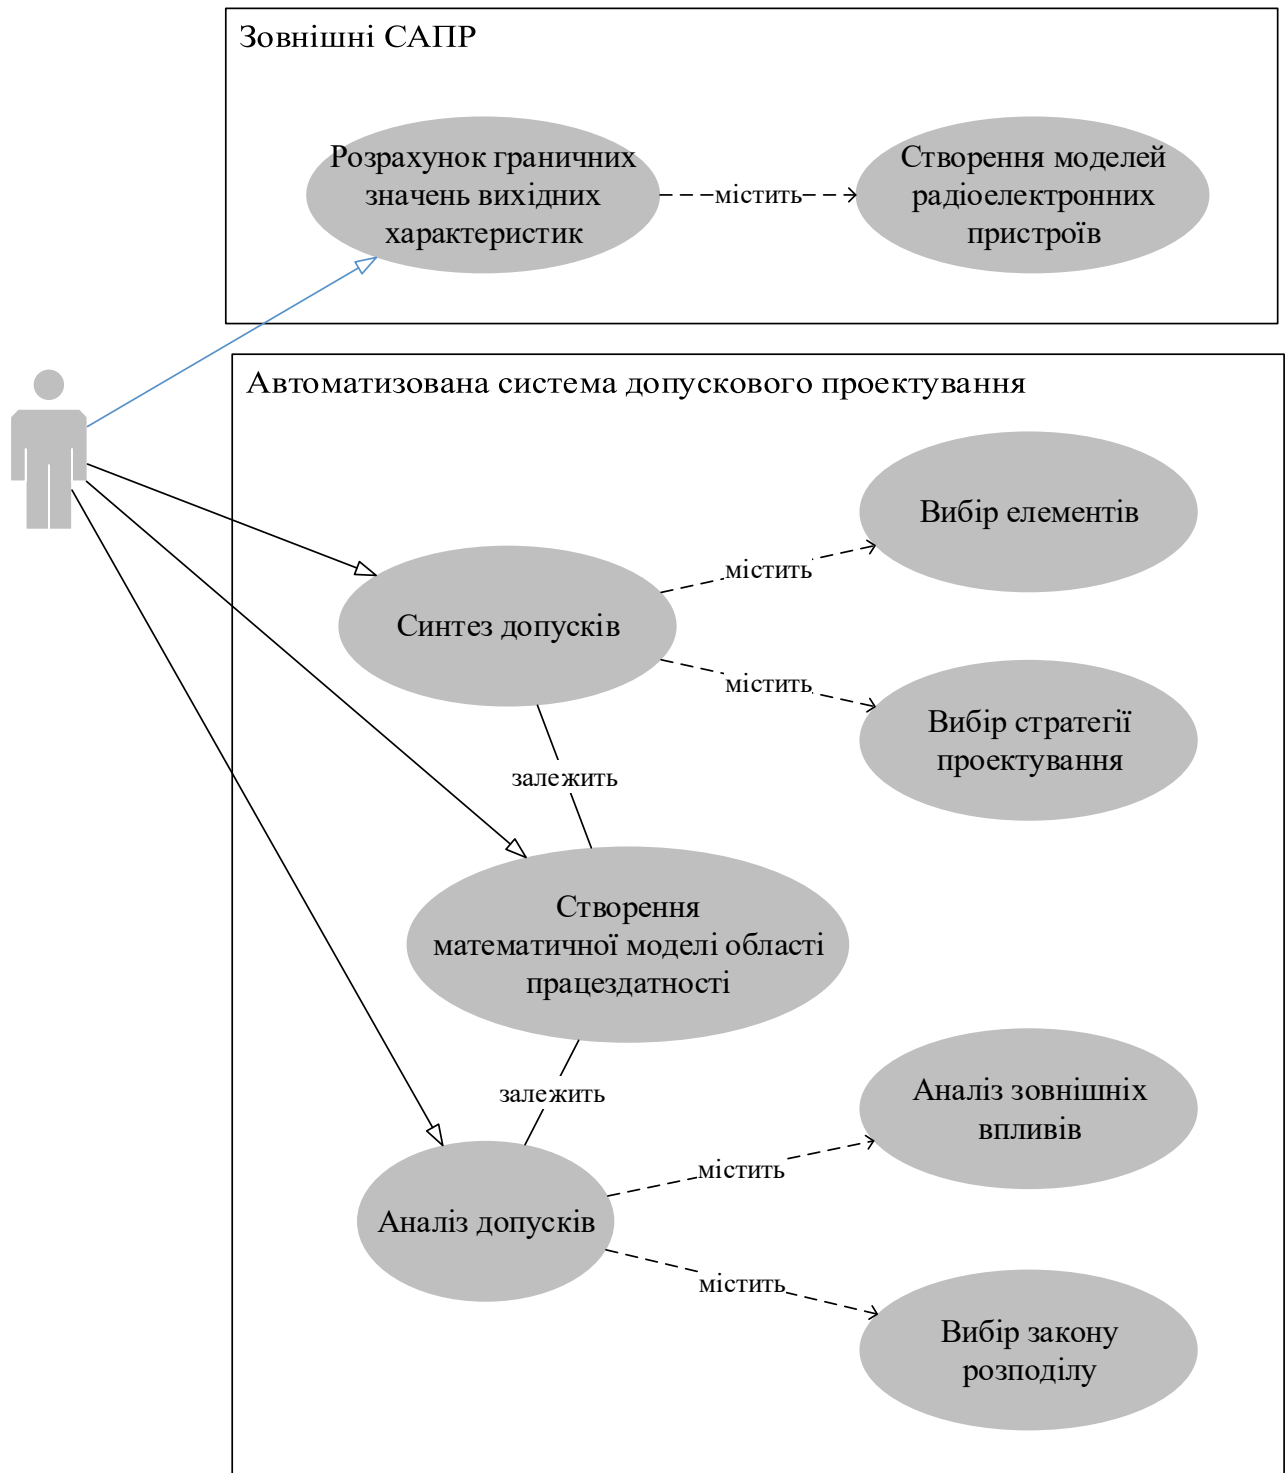 Зовнішні САПР
Розрахунок граничних
значень вихідних
характеристик
містить
Створення моделей
радіоелектронних
пристроїв
Автоматизована система допускового проектування
Вибір елементів
містить
Синтез допусків
містить
Вибір стратегії
проектування
залежить
Створення
математичної моделі області
працездатності
залежить
Аналіз зовнішніх
впливів
містить
Аналіз допусків
містить
Вибір закону
розподілу